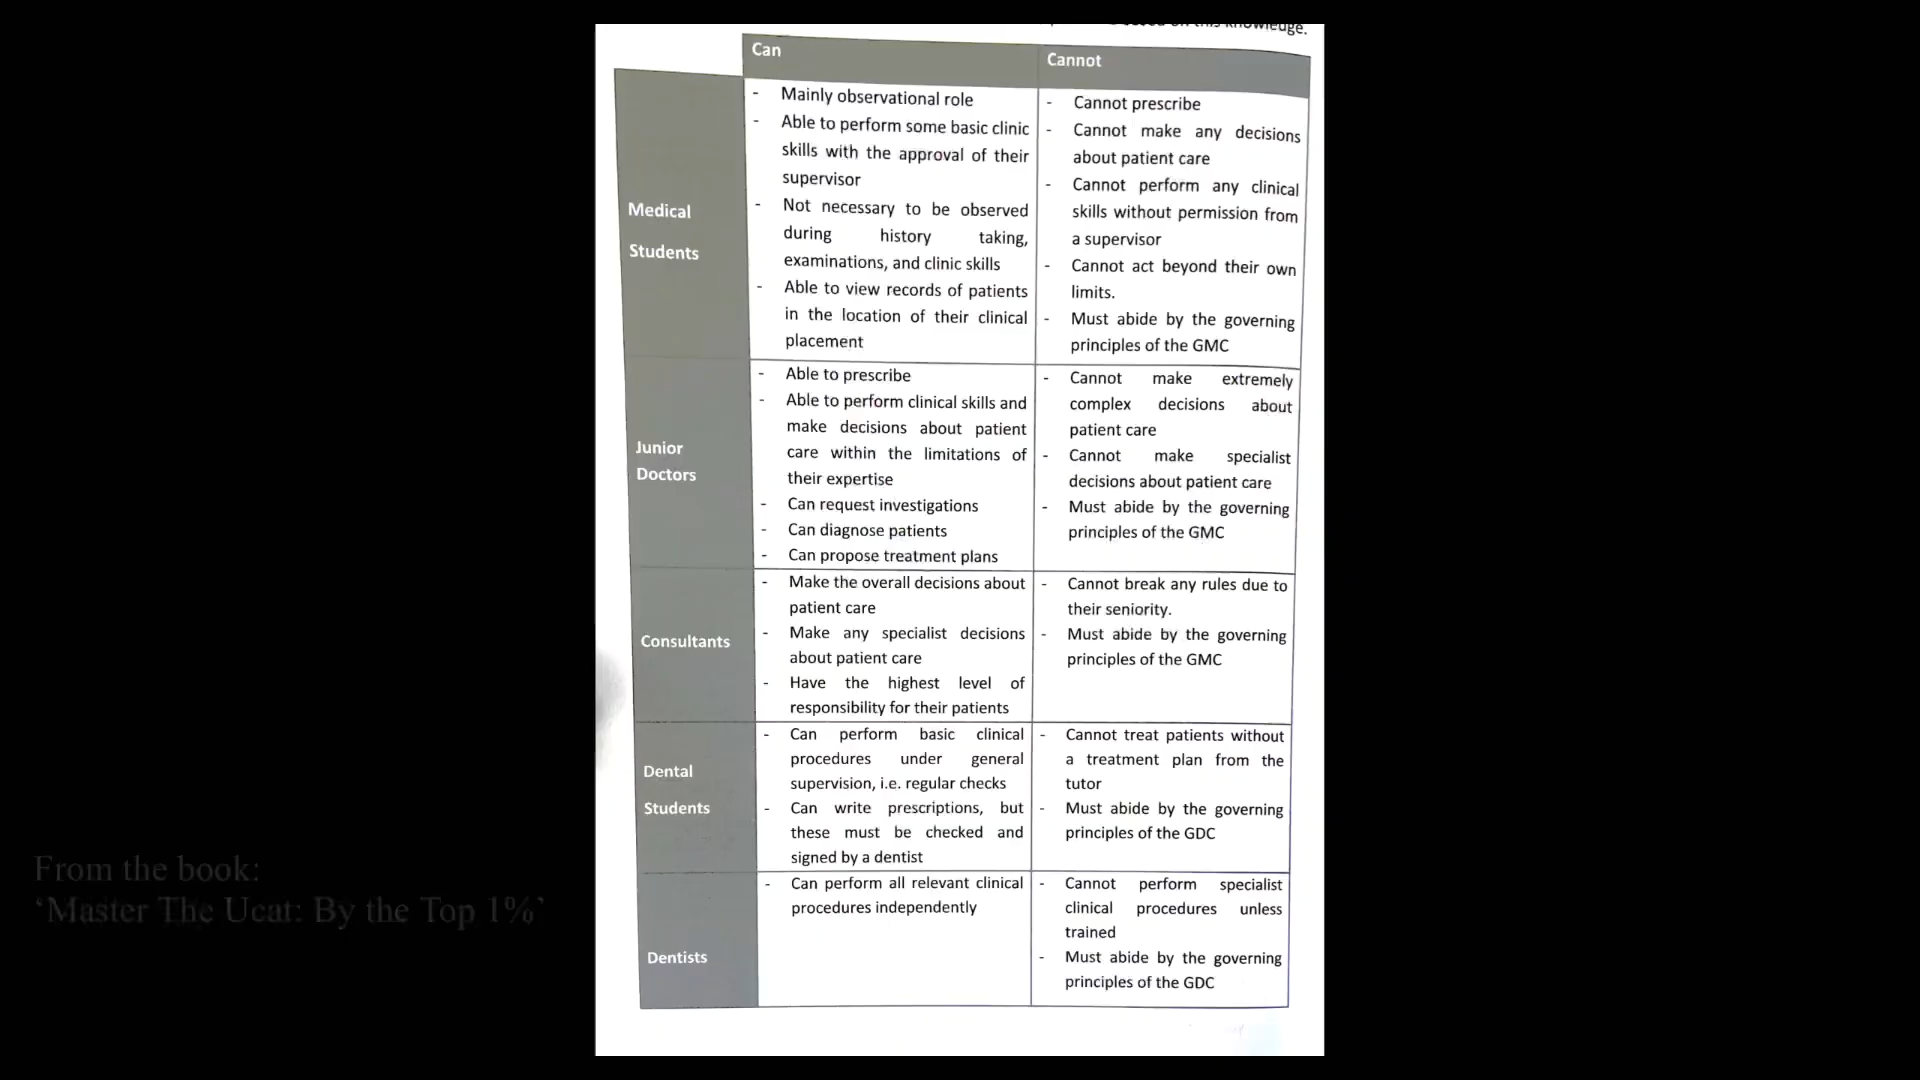 this knowledge.
Can
Cannot
Medical
Students
- Mainly observational role
- Able to perform some basic clinic
skills with the approval of their
supervisor
- Not necessary to be observed
during history taking,
examinations, and clinic skills
- Able to view records of patients
in the location of their clinical
placement
- Cannot prescribe
- Cannot make any decisions
about patient care
- Cannot perform any clinical
skills without permission from
a supervisor
- Cannot act beyond their own
limits.
- Must abide by the governing
principles of the GMC
Junior
Doctors
- Able to prescribe
- Able to perform clinical skills and
make decisions about patient
care within the limitations of
their expertise
- Can request investigations
- Can diagnose patients
- Can propose treatment plans
- Cannot make extremely
complex decisions about
patient care
- Cannot make specialist
decisions about patient care
- Must abide by the governing
principles of the GMC
Consultants
- Make the overall decisions about
patient care
- Make any specialist decisions
about patient care
- Have the highest level of
responsibility for their patients
- Cannot break any rules due to
their seniority.
- Must abide by the governing
principles of the GMC
Dental
Students
- Can perform basic clinical
procedures under general
supervision, i.e. regular checks
- Can write prescriptions, but
these must be checked and
signed by a dentist
- Cannot treat patients without
a treatment plan from the
tutor
- Must abide by the governing
principles of the GDC
Dentists
- Can perform all relevant clinical
procedures independently
- Cannot perform specialist
clinical procedures unless
trained
- Must abide by the governing
principles of the GDC
From the book:
‘Master The Ucat: By the Top 1%’